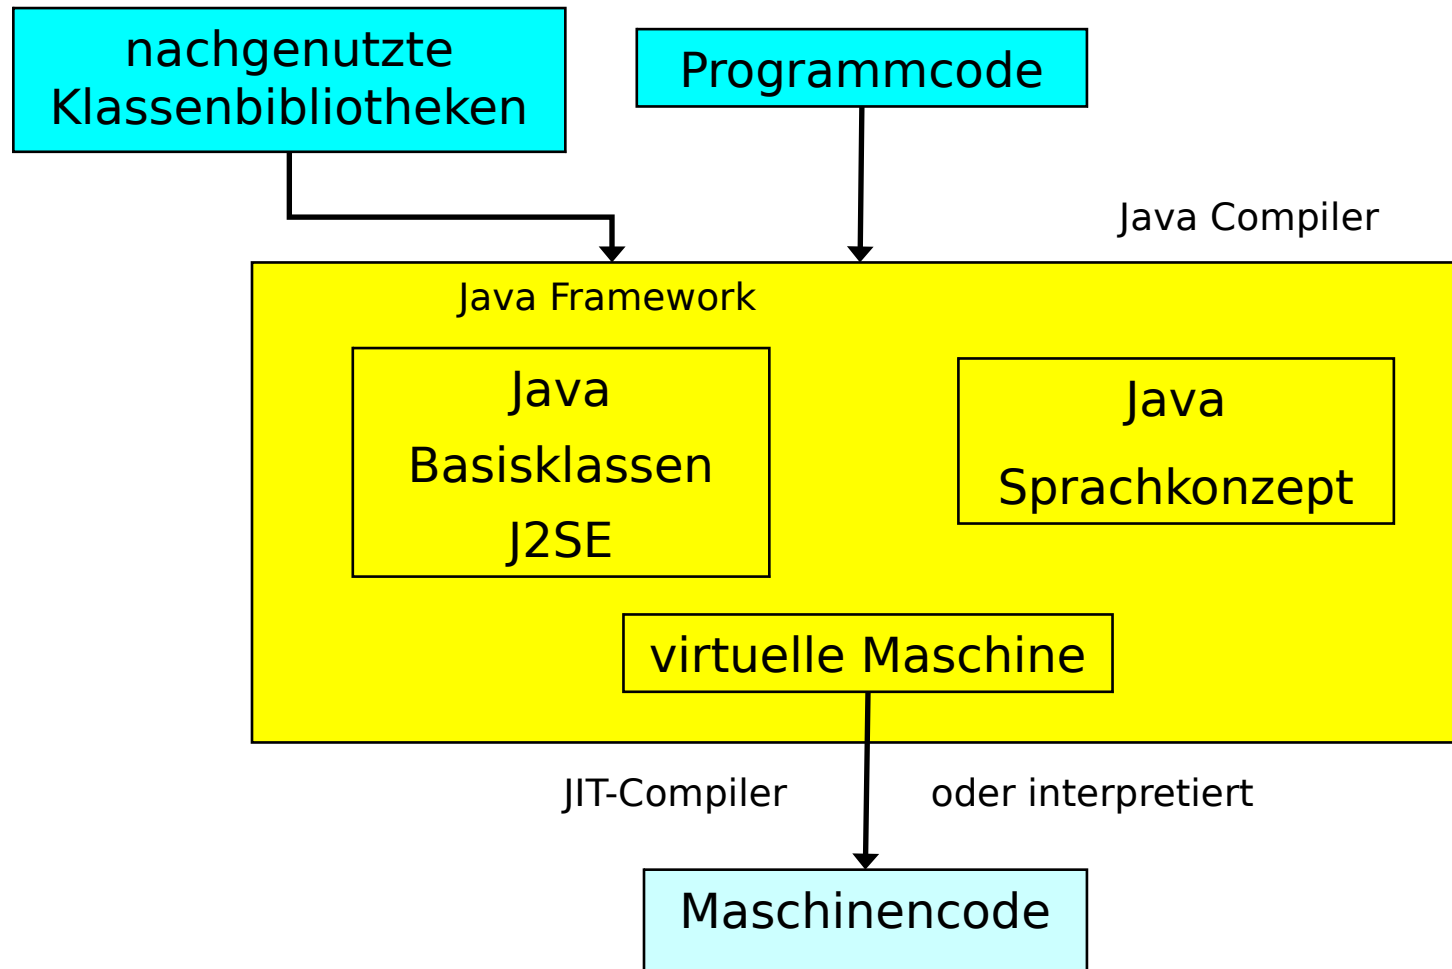 nachgenutzte
Klassenbibliotheken
Programmcode
Java Compiler
Java Framework
Java
Basisklassen
J2SE
Java
Sprachkonzept
virtuelle Maschine
JIT-Compiler
oder interpretiert
Maschinencode